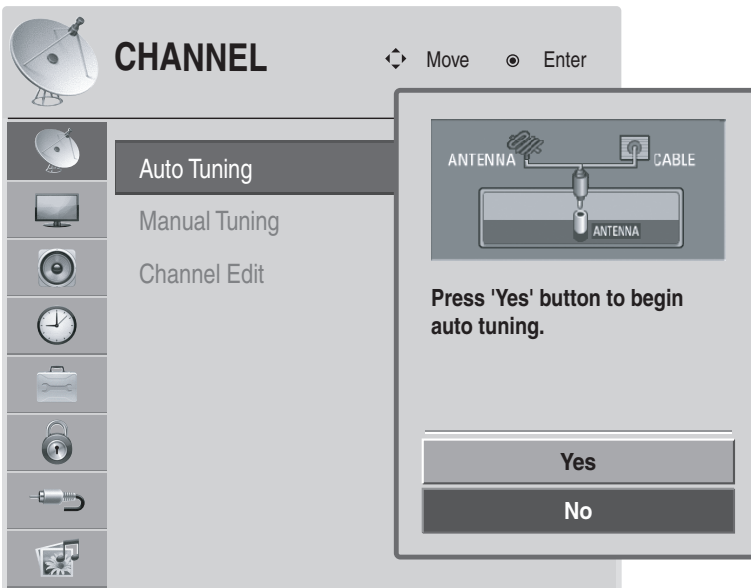 CHANNEL
Move Enter
Auto Tuning
Manual Tuning
Channel Edit
ANTENNA CABLE
ANTENNA
Press 'Yes' button to begin
auto tuning.
Yes
No